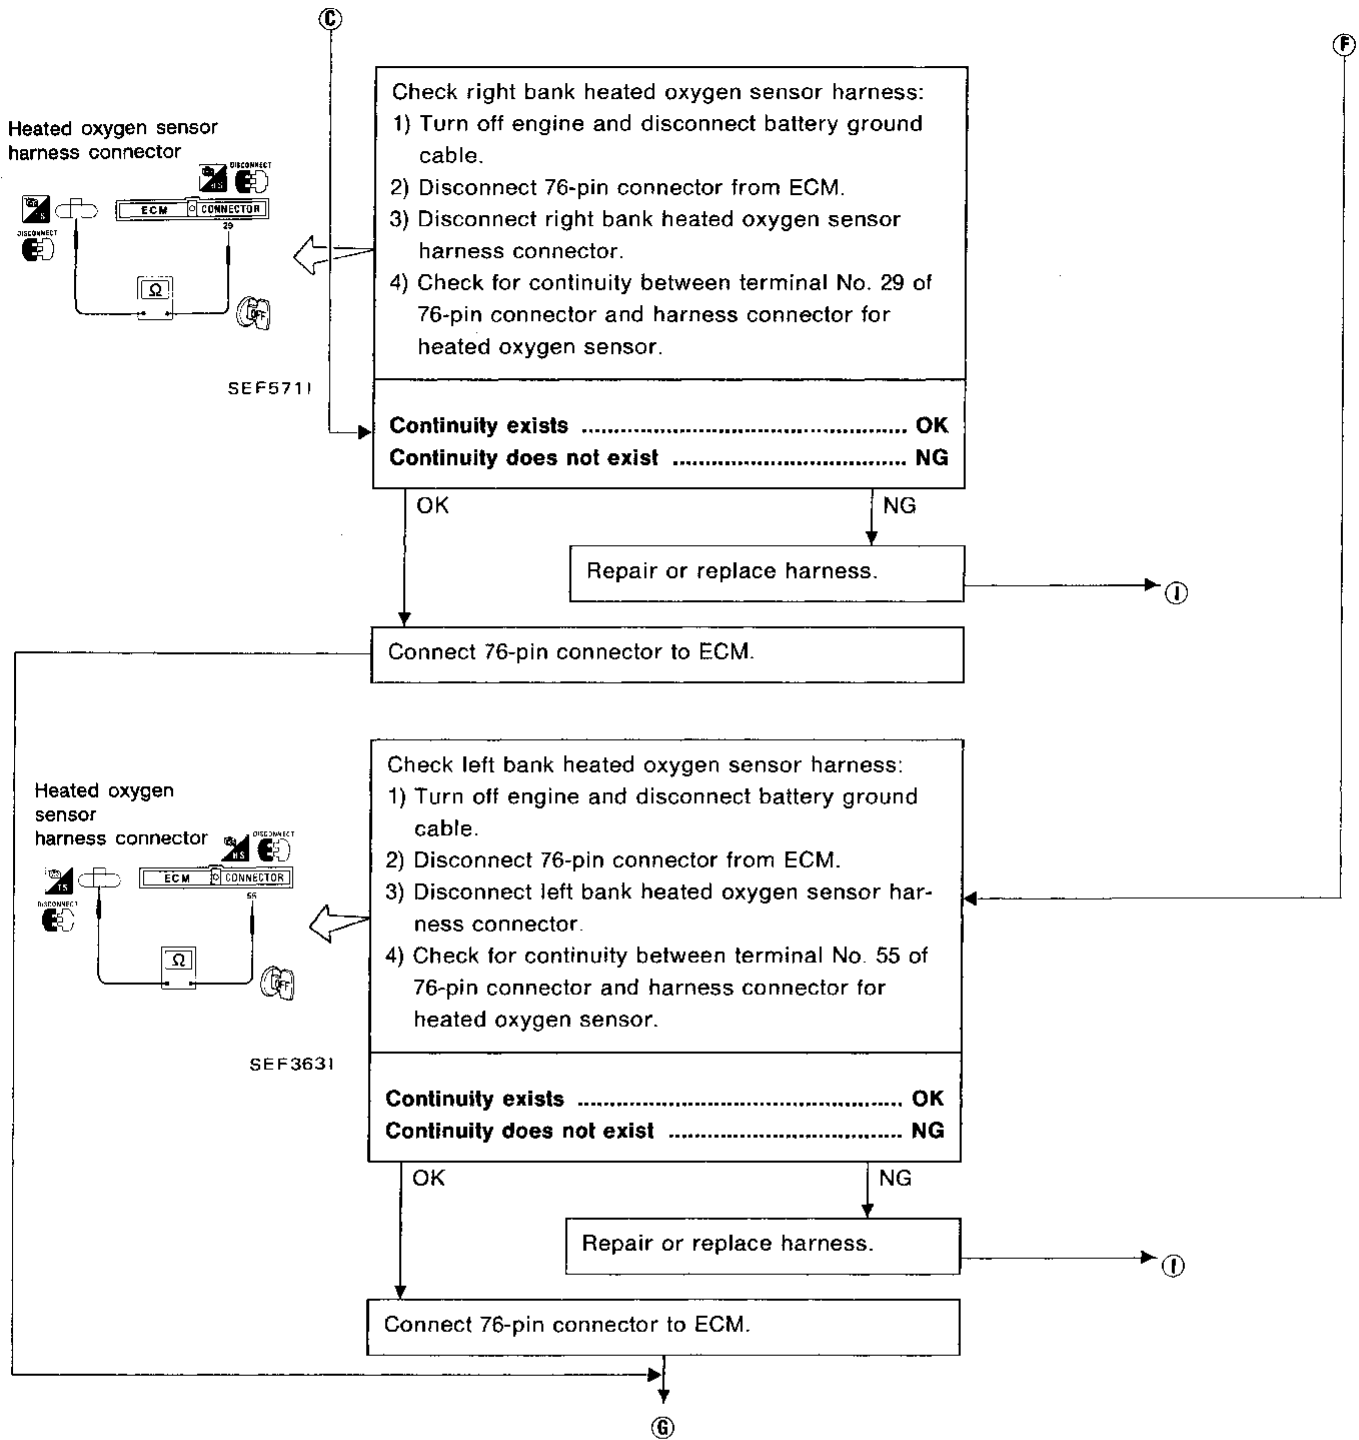 C
F
Check right bank heated oxygen sensor harness:
1) Turn off engine and disconnect battery ground
cable.
2) Disconnect 76-pin connector from ECM.
3) Disconnect right bank heated oxygen sensor
harness connector.
4) Check for continuity between terminal No. 29 of
76-pin connector and harness connector for
heated oxygen sensor.
Heated oxygen sensor
harness connector
DISCONNECT
H.S.
T.S.
DISCONNECT
ECM CONNECTOR
29
Ω
OFF
SEF571I
Continuity exists .................................................. OK
Continuity does not exist .................................... NG
OK
NG
Repair or replace harness.
I
Connect 76-pin connector to ECM.
Check left bank heated oxygen sensor harness:
1) Turn off engine and disconnect battery ground
cable.
2) Disconnect 76-pin connector from ECM.
3) Disconnect left bank heated oxygen sensor har-
ness connector.
4) Check for continuity between terminal No. 55 of
76-pin connector and harness connector for
heated oxygen sensor.
Heated oxygen
sensor
harness connector
DISCONNECT
H.S.
T.S.
DISCONNECT
ECM CONNECTOR
55
Ω
OFF
SEF363I
Continuity exists .................................................. OK
Continuity does not exist .................................... NG
OK
NG
Repair or replace harness.
I
Connect 76-pin connector to ECM.
G